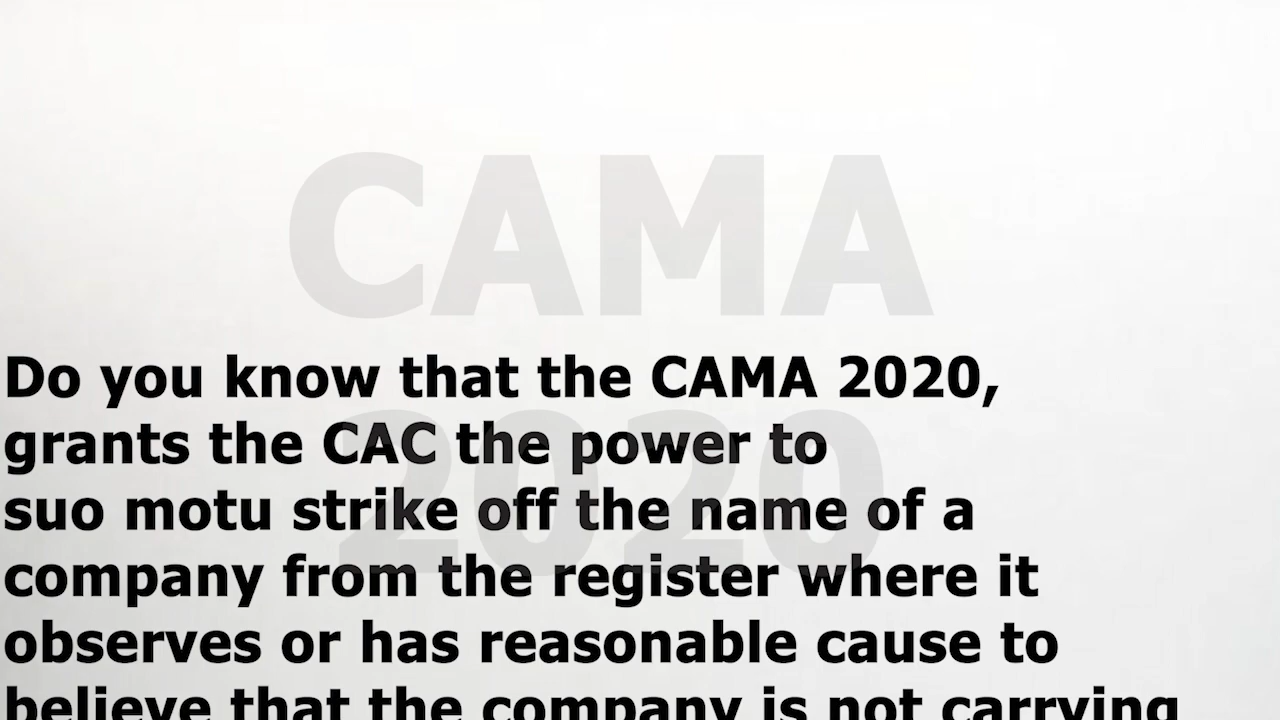 CAMA
2020
Do you know that the CAMA 2020,
grants the CAC the power to
suo motu strike off the name of a
company from the register where it
observes or has reasonable cause to
believe that the company is not carrying